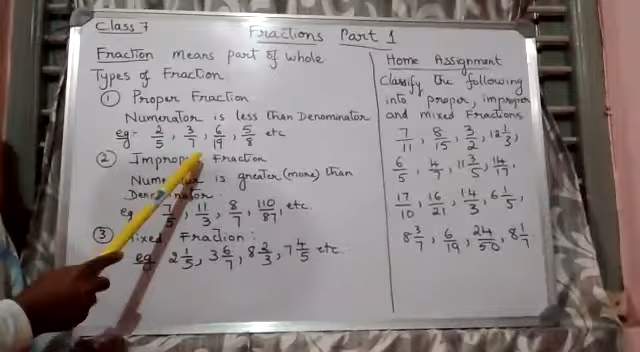 Class 7
Fractions Part 1
Fraction means part of whole
Types of Fraction
① Proper Fraction
Numerator is less than Denominator
eg- 2/5, 3/7, 6/19, 5/8 etc
② Fraction
is greater (more) than
eg 7/5, 11/3, 8/7, 110/87, etc.
③ Mixed Fraction:
eg 2 1/5, 3 6/7, 8 2/3, 7 4/5 etc.
Home Assignment
Classify the following
into proper, improper
and mixed Fractions
7/11, 8/15, 3/2, 12 1/3
6/5, 4/7, 11 3/5, 14/17,
17/10, 16/21, 14/3, 6 1/5,
8 3/7, 6/19, 24/50, 8 1/7